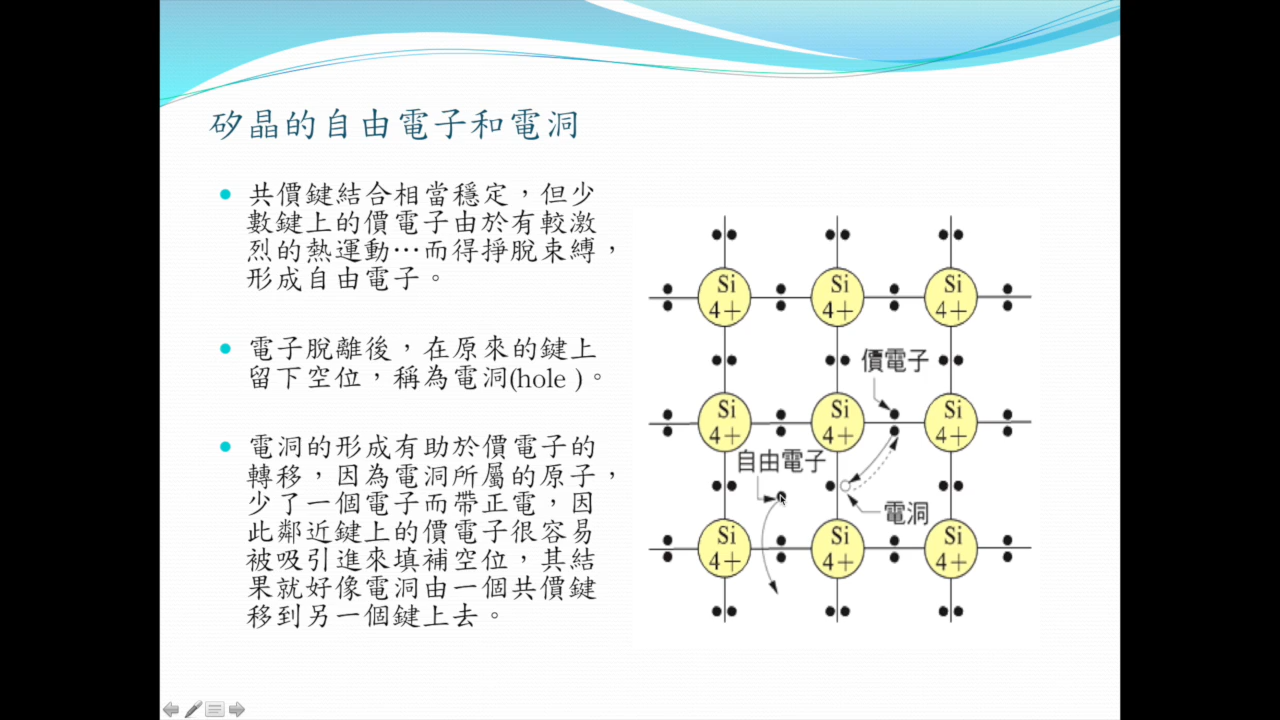 矽晶的自由電子和電洞
共價鍵結合相當穩定，但少
數鍵上的價電子由於有較激
烈的熱運動…而得掙脫束縛，
形成自由電子。
電子脫離後，在原來的鍵上
留下空位，稱為電洞(hole )。
電洞的形成有助於價電子的
轉移，因為電洞所屬的原子，
少了一個電子而帶正電，因
此鄰近鍵上的價電子很容易
被吸引進來填補空位，其結
果就好像電洞由一個共價鍵
移到另一個鍵上去。
Si
4+
Si
4+
Si
4+
價電子
Si
4+
Si
4+
Si
4+
自由電子
電洞
Si
4+
Si
4+
Si
4+